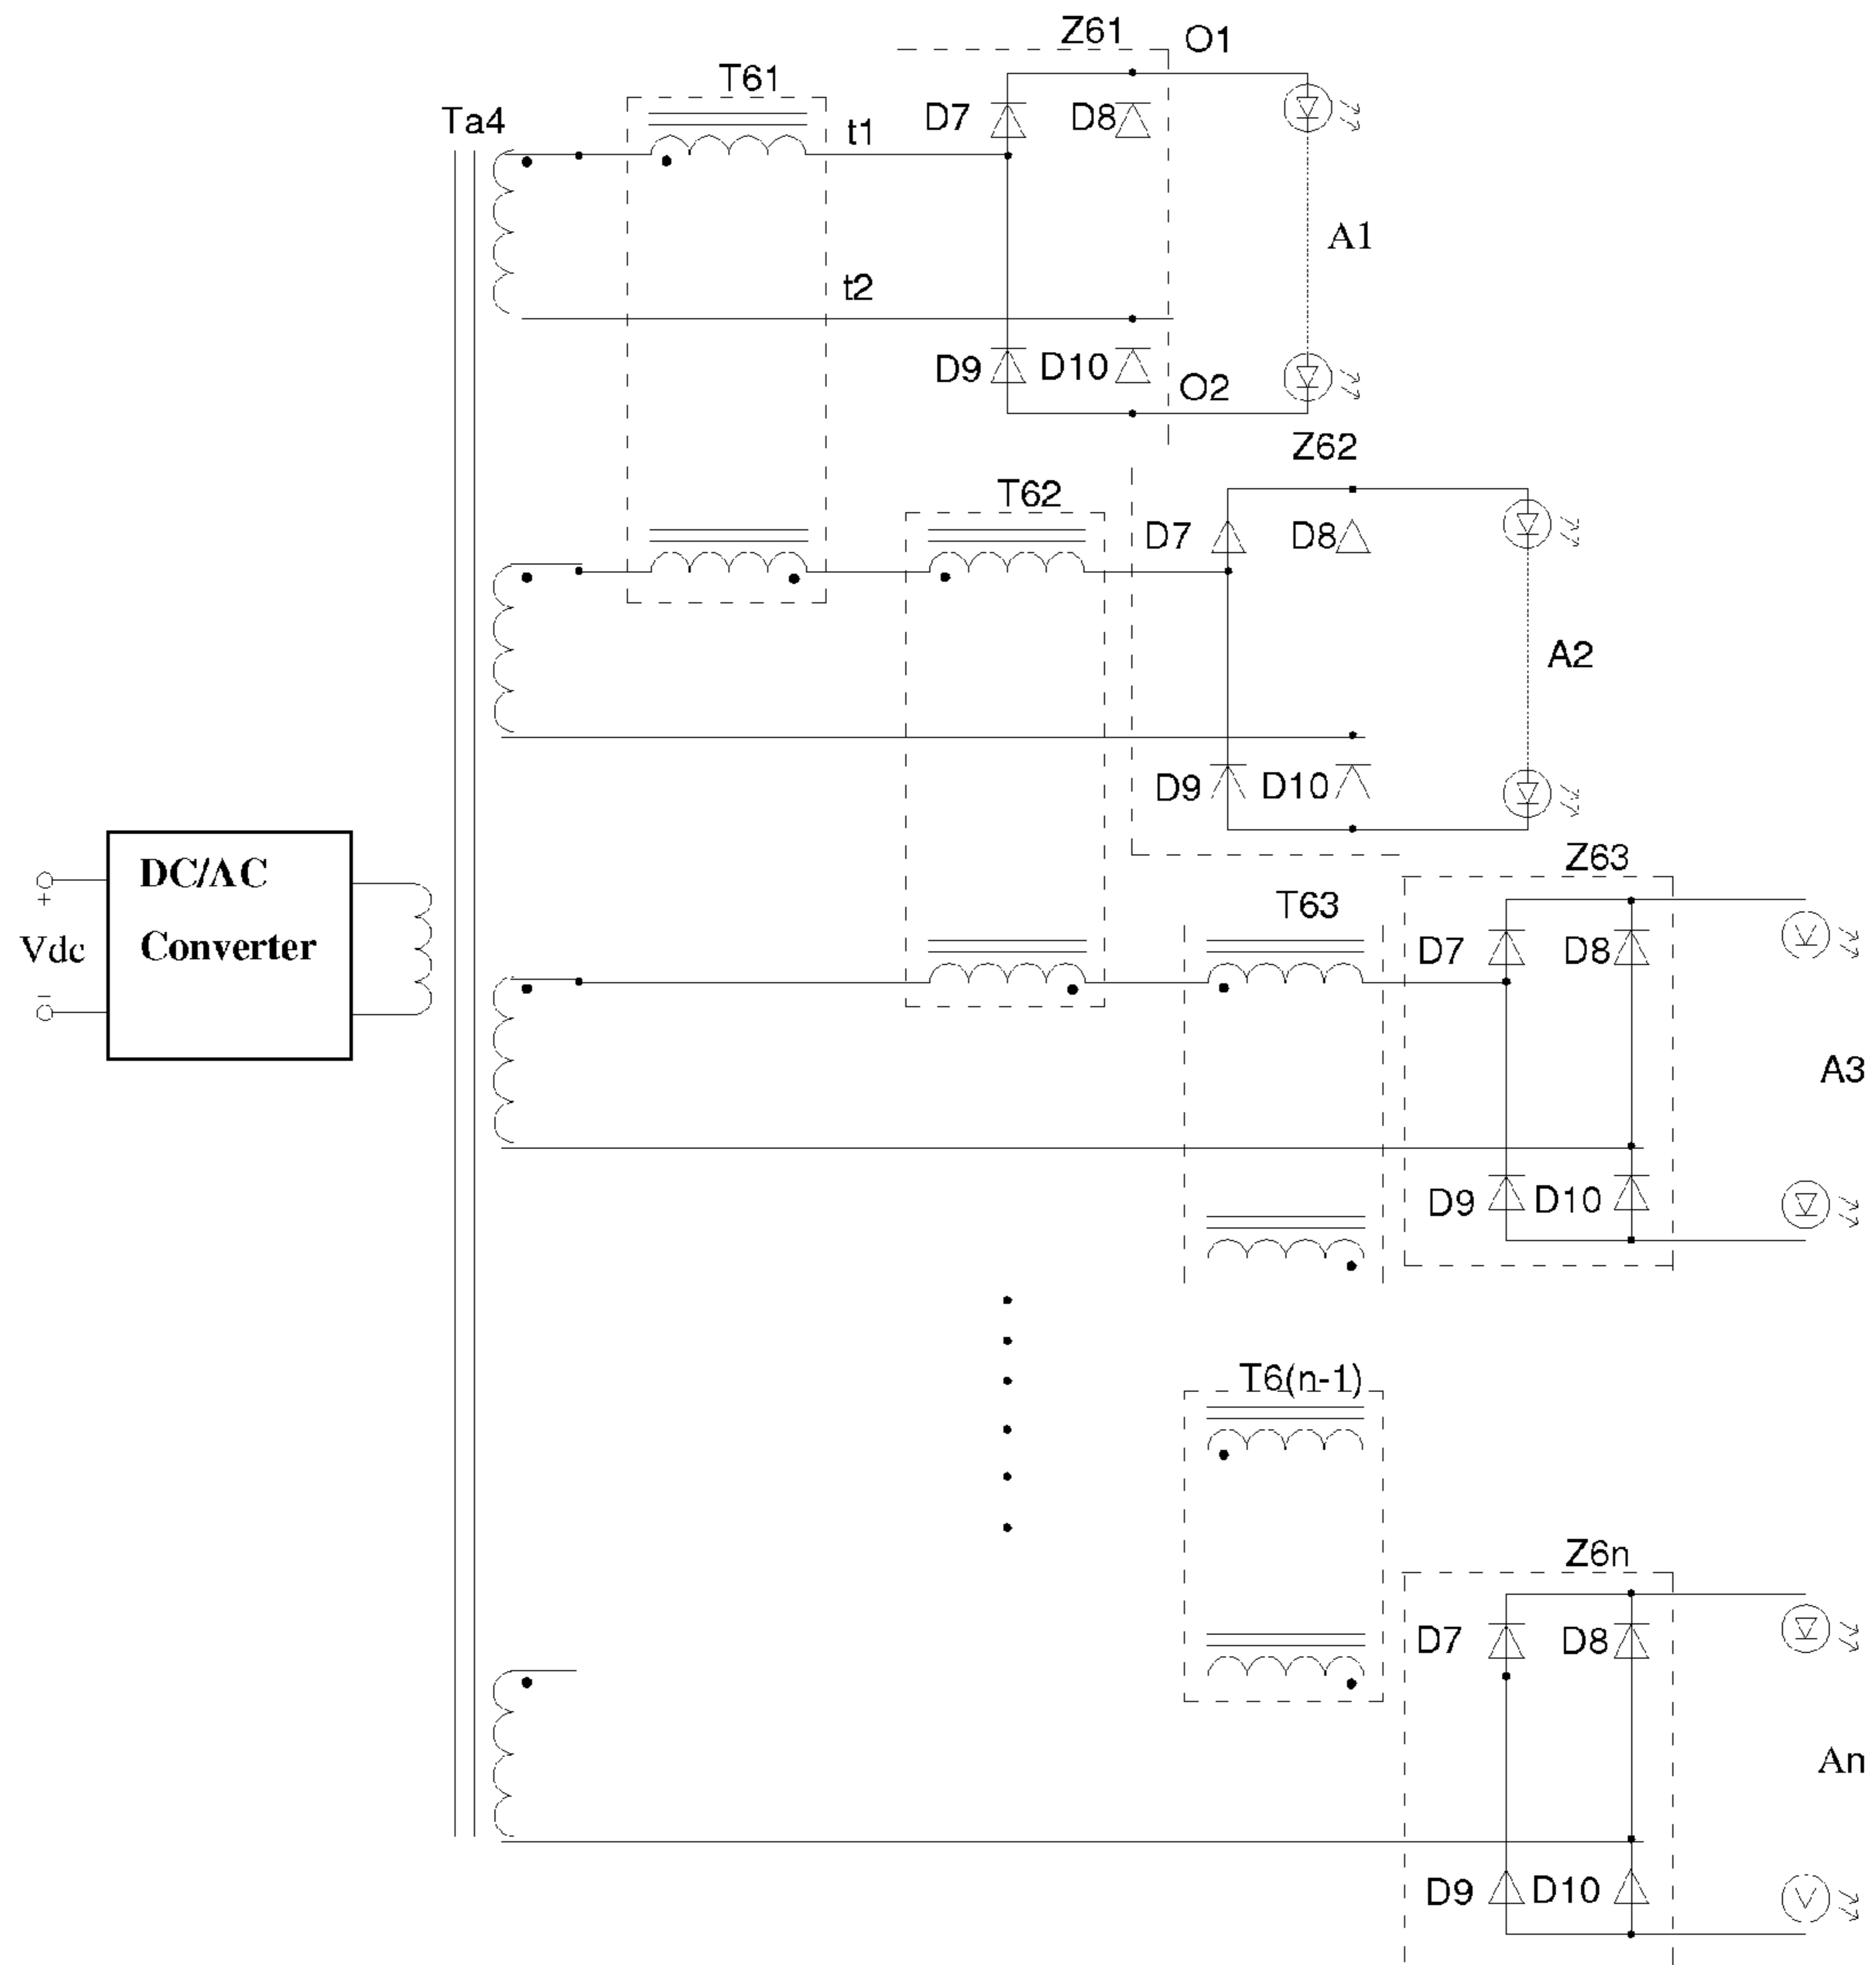 Z61
O1
T61
Ta4
D7
D8
t1
A1
t2
D9
D10
O2
Z62
T62
D7
D8
A2
D9
D10
DC/AC
Converter
+
Vdc
-
Z63
T63
D7
D8
A3
D9
D10
T6(n-1)
Z6n
D7
D8
An
D9
D10